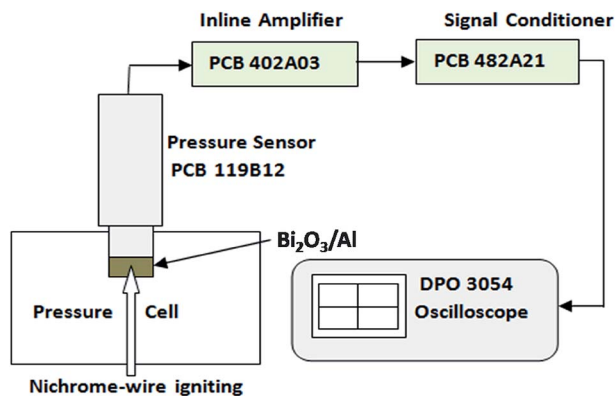 Inline Amplifier
Signal Conditioner
PCB 402A03
PCB 482A21
Pressure Sensor
PCB 119B12
Bi₂O₃/Al
DPO 3054
Oscilloscope
Pressure Cell
Nichrome-wire igniting